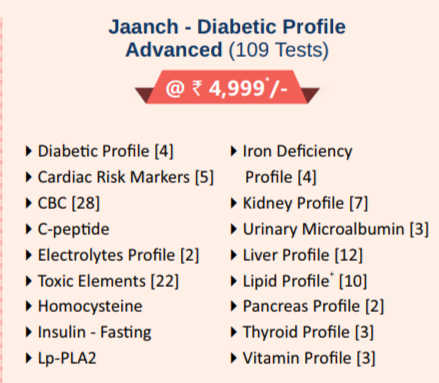 Jaanch - Diabetic Profile
Advanced (109 Tests)
@ ₹ 4,999*/-
Diabetic Profile [4]
Cardiac Risk Markers [5]
CBC [28]
C-peptide
Electrolytes Profile [2]
Toxic Elements [22]
Homocysteine
Insulin - Fasting
Lp-PLA2
Iron Deficiency
Profile [4]
Kidney Profile [7]
Urinary Microalbumin [3]
Liver Profile [12]
Lipid Profile⁺ [10]
Pancreas Profile [2]
Thyroid Profile [3]
Vitamin Profile [3]